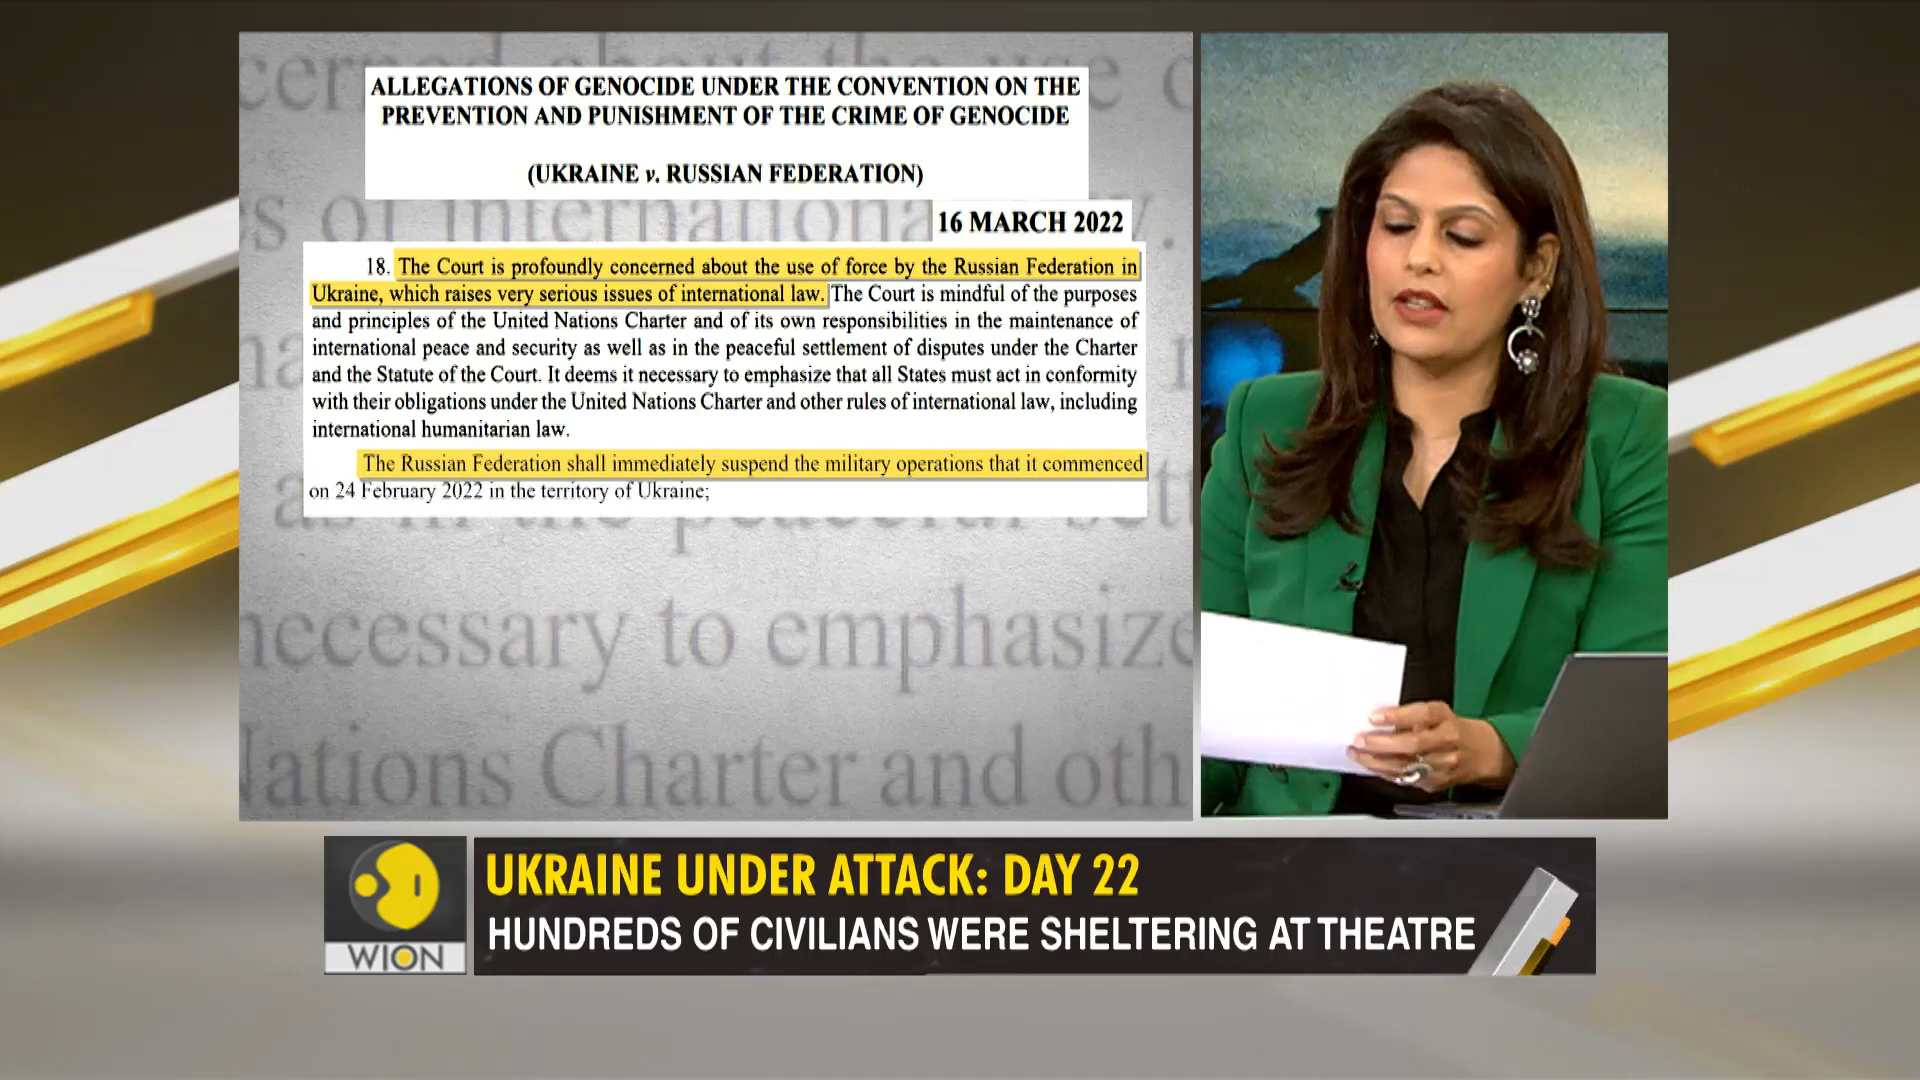 ALLEGATIONS OF GENOCIDE UNDER THE CONVENTION ON THE
PREVENTION AND PUNISHMENT OF THE CRIME OF GENOCIDE
(UKRAINE v. RUSSIAN FEDERATION)
16 MARCH 2022
18. The Court is profoundly concerned about the use of force by the Russian Federation in
Ukraine, which raises very serious issues of international law. The Court is mindful of the purposes
and principles of the United Nations Charter and of its own responsibilities in the maintenance of
international peace and security as well as in the peaceful settlement of disputes under the Charter
and the Statute of the Court. It deems it necessary to emphasize that all States must act in conformity
with their obligations under the United Nations Charter and other rules of international law, including
international humanitarian law.
The Russian Federation shall immediately suspend the military operations that it commenced
on 24 February 2022 in the territory of Ukraine;
necessary to emphasize
Nations Charter and oth
UKRAINE UNDER ATTACK: DAY 22
HUNDREDS OF CIVILIANS WERE SHELTERING AT THEATRE
WION